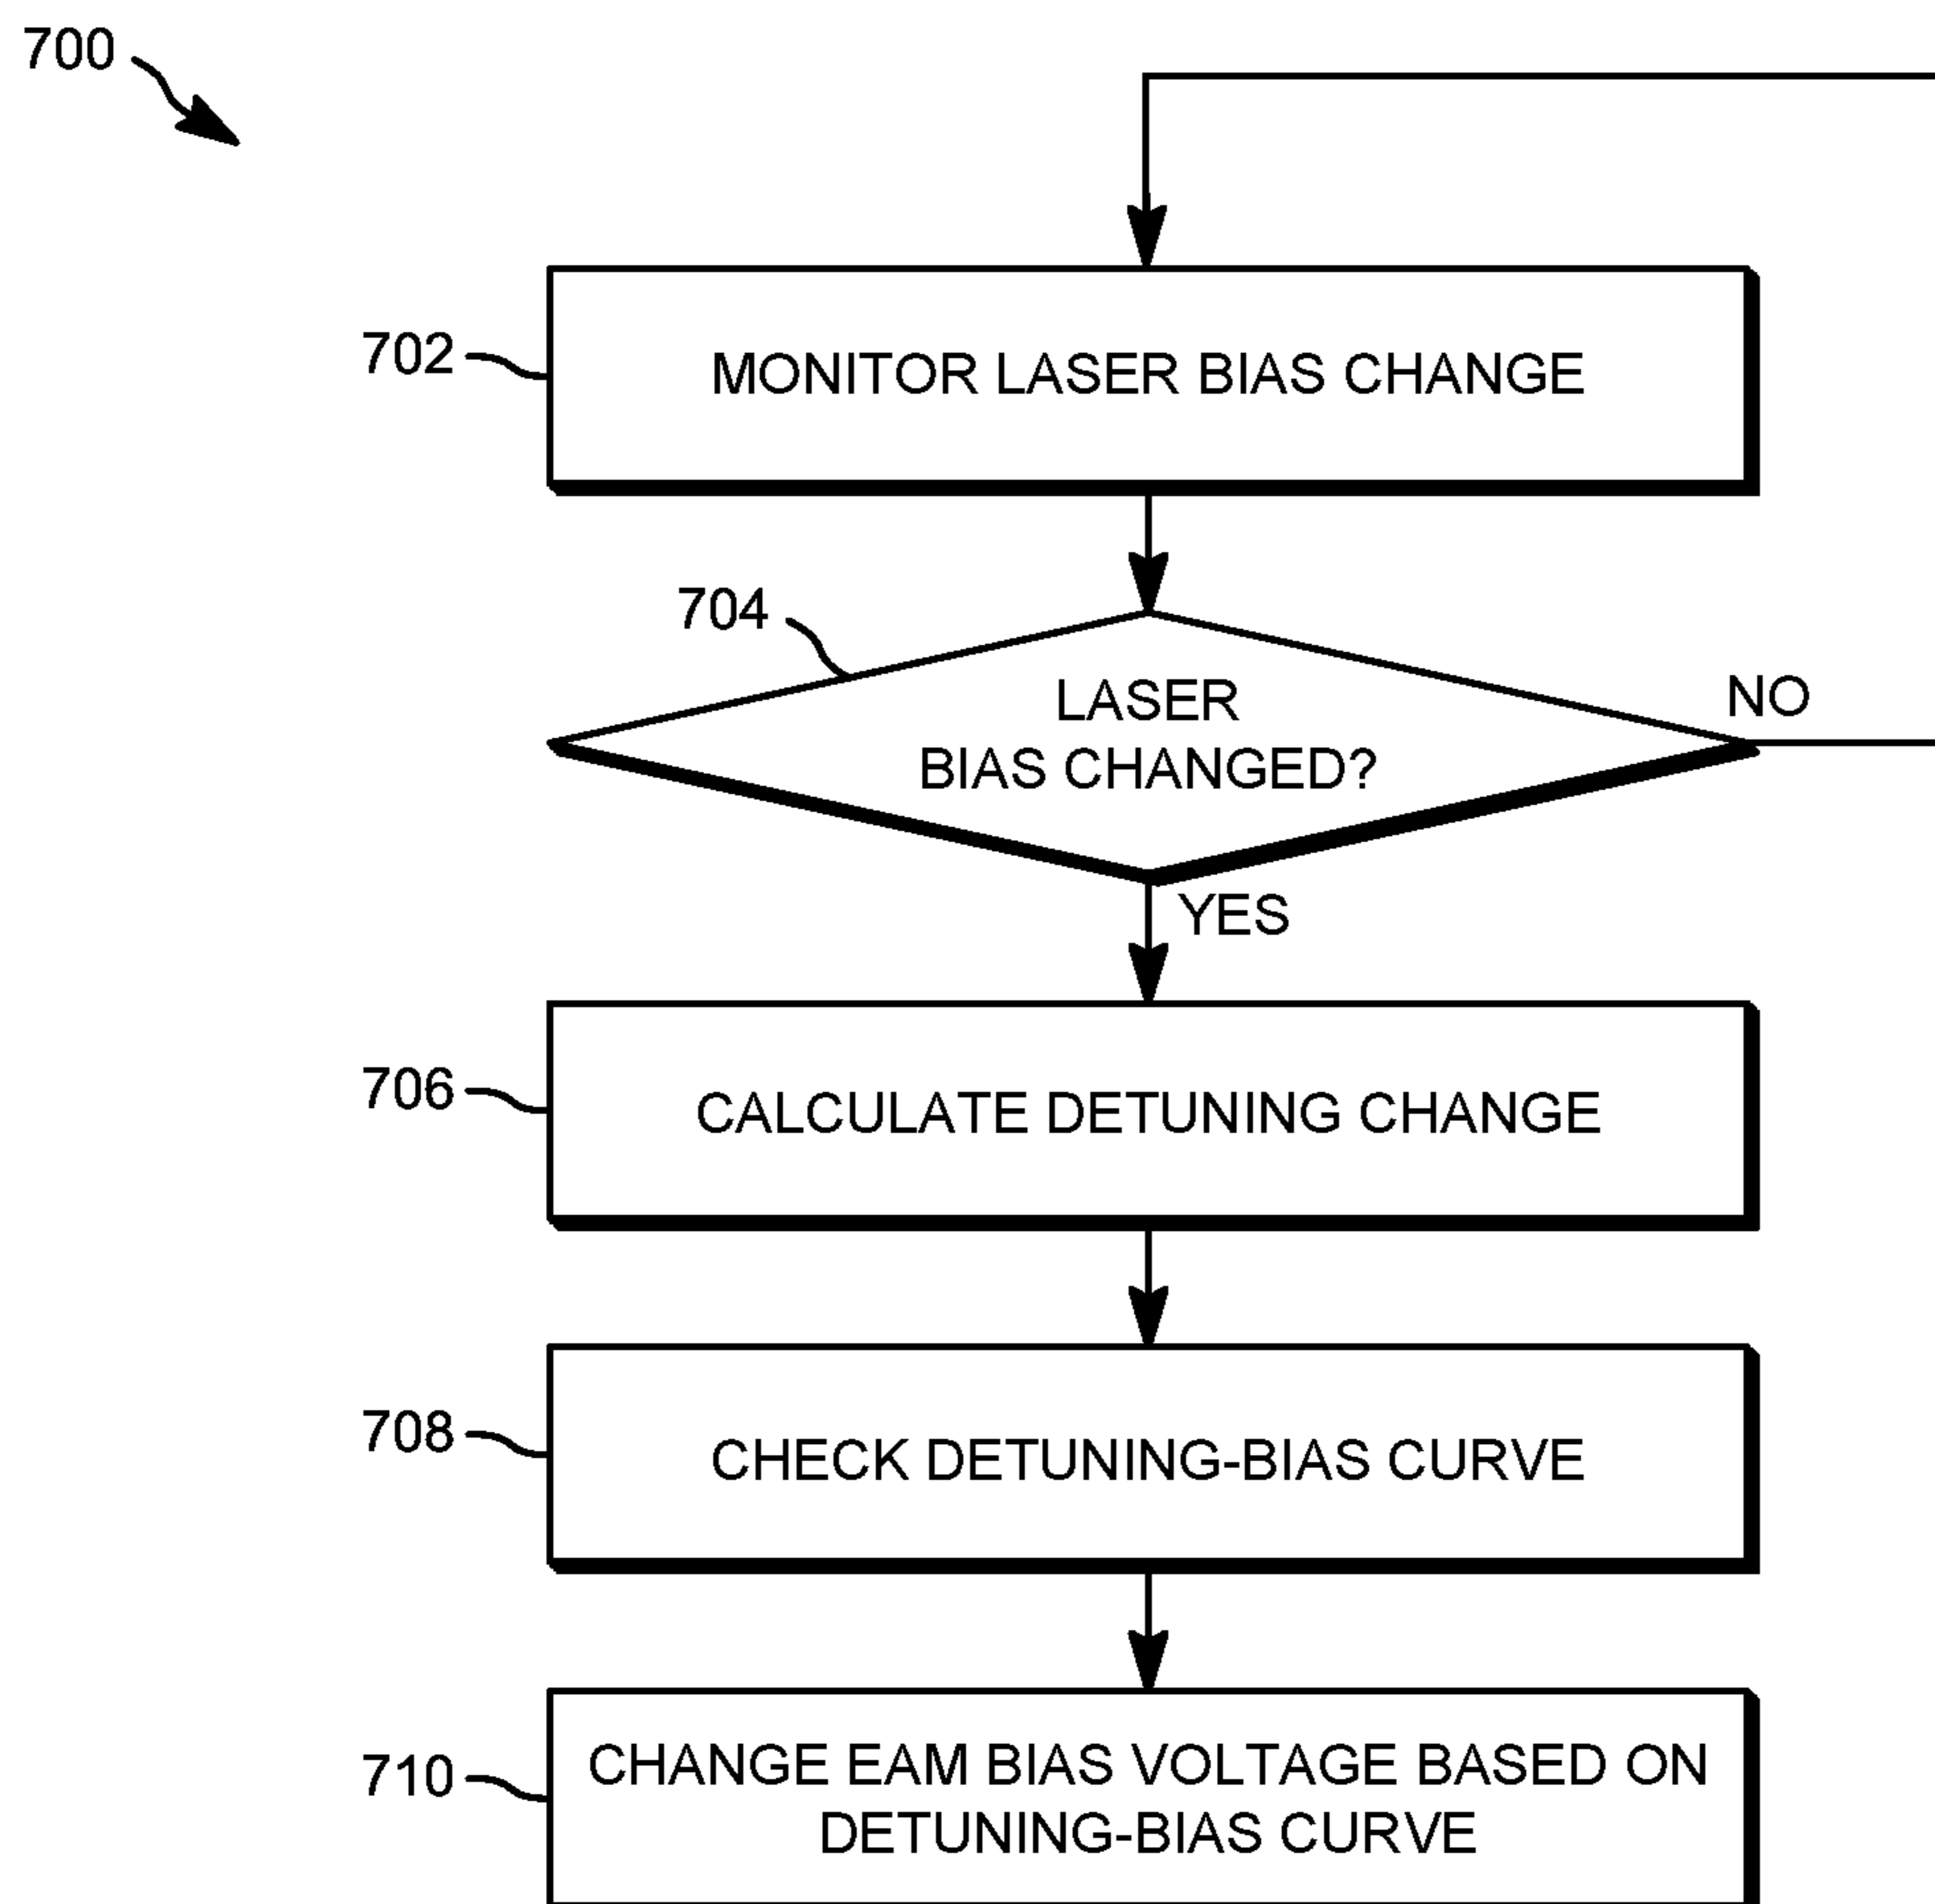 700
702
MONITOR LASER BIAS CHANGE
704
LASER
BIAS CHANGED?
NO
YES
706
CALCULATE DETUNING CHANGE
708
CHECK DETUNING-BIAS CURVE
710
CHANGE EAM BIAS VOLTAGE BASED ON
DETUNING-BIAS CURVE